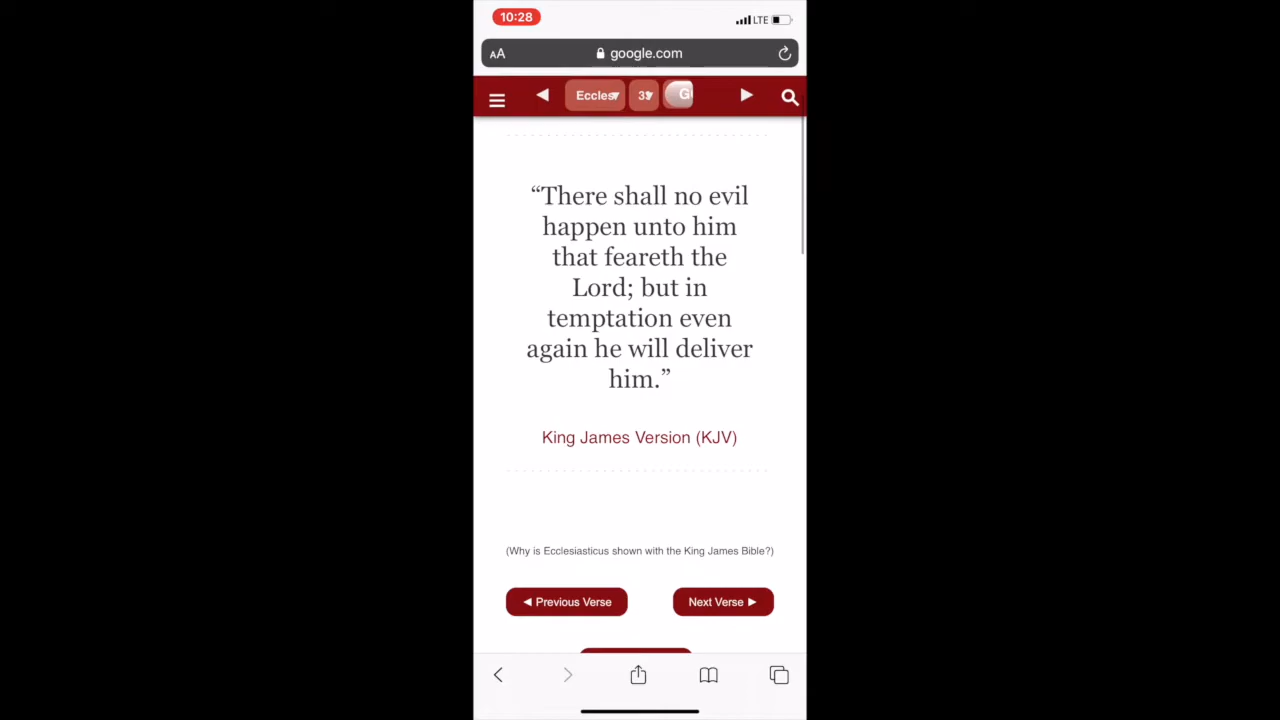 10:28
LTE
AA google.com
Eccles 33 G
“There shall no evil
happen unto him
that feareth the
Lord; but in
temptation even
again he will deliver
him.”
King James Version (KJV)
(Why is Ecclesiasticus shown with the King James Bible?)
◀ Previous Verse Next Verse ▶